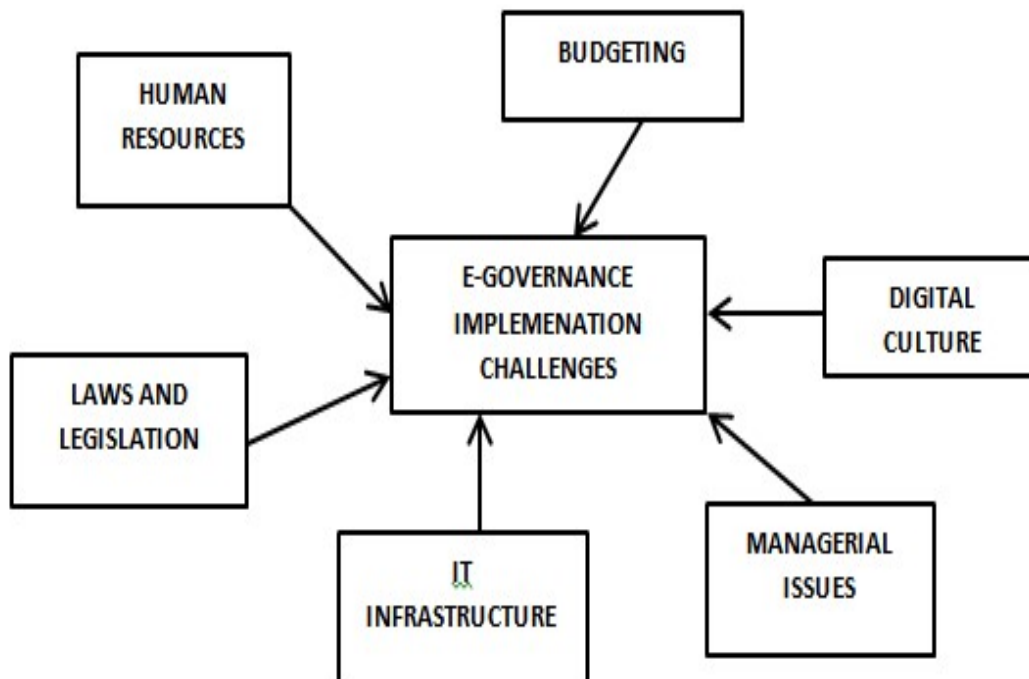 BUDGETING
HUMAN
RESOURCES
E-GOVERNANCE
IMPLEMENATION
CHALLENGES
DIGITAL
CULTURE
LAWS AND
LEGISLATION
MANAGERIAL
ISSUES
IT
INFRASTRUCTURE